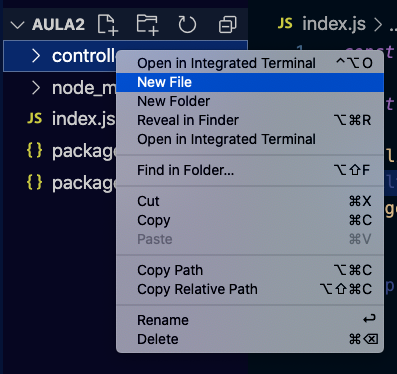 AULA2
index.js > ..
controll
node_m
JS index.js
{ } package
{ } package
1 const
Open in Integrated Terminal ⌃⌥O
New File
New Folder
Reveal in Finder ⌥⌘R
Open in Integrated Terminal
Find in Folder... ⌥⇧F
Cut ⌘X
Copy ⌘C
Paste ⌘V
Copy Path ⌥⌘C
Copy Relative Path ⌥⇧⌘C
Rename ↩
Delete ⌘⌫